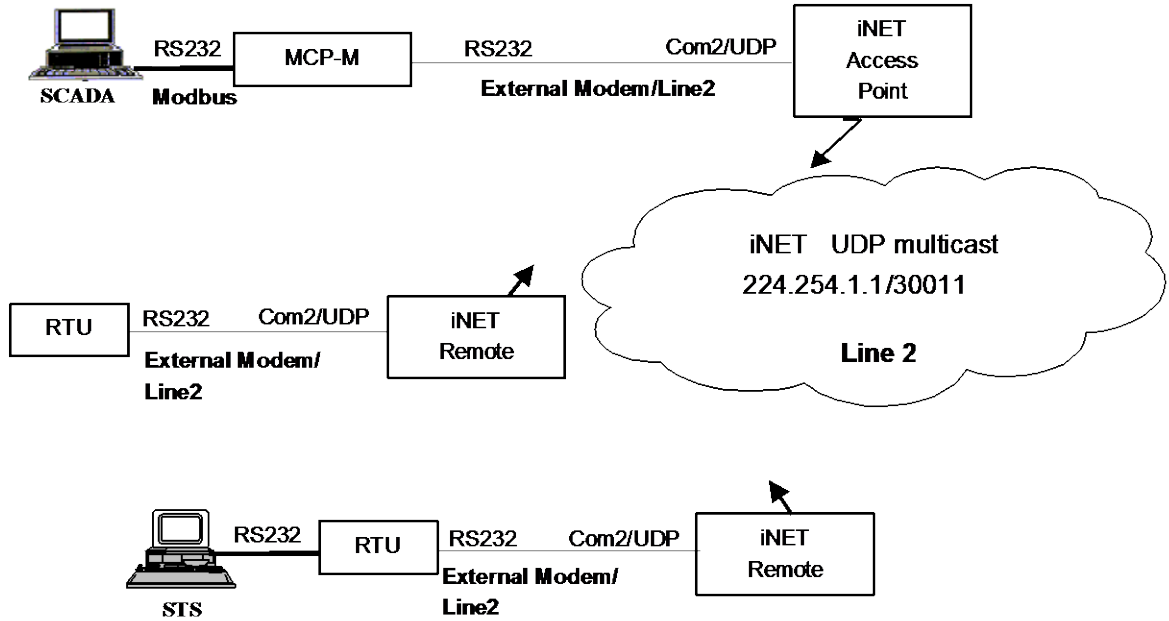 SCADA
RS232
Modbus
MCP-M
RS232
Com2/UDP
External Modem/Line2
iNET
Access
Point
iNET UDP multicast
224.254.1.1/30011
Line 2
RTU
RS232
Com2/UDP
External Modem/
Line2
iNET
Remote
STS
RS232
RTU
RS232
Com2/UDP
External Modem/
Line2
iNET
Remote